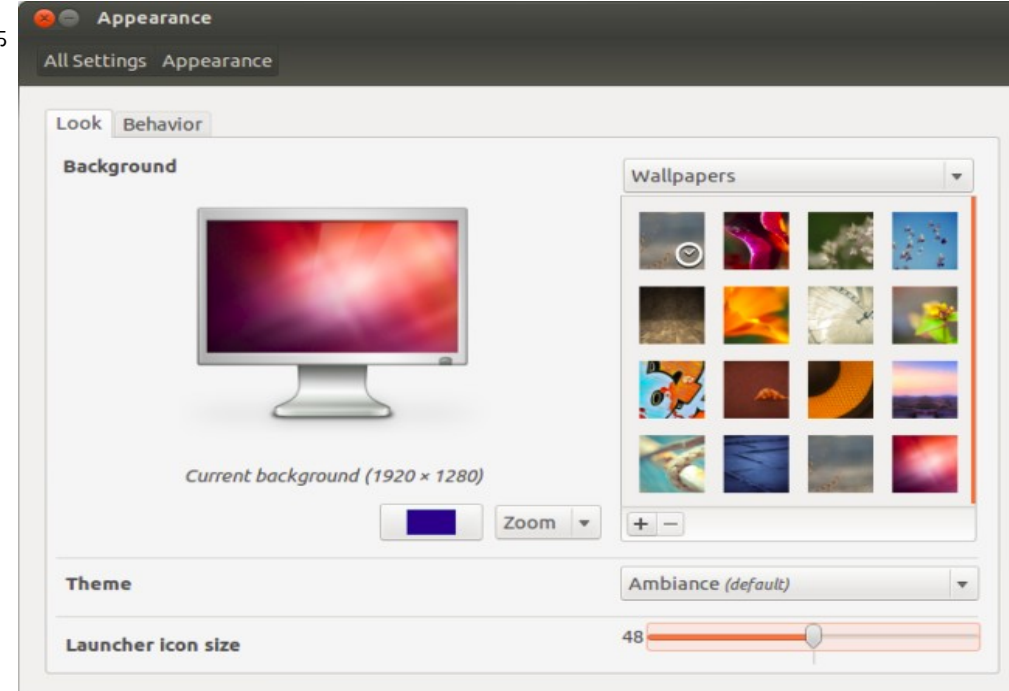 Appearance
5
All Settings Appearance
Look Behavior
Background
Wallpapers
Current background (1920 × 1280)
Zoom
+ −
Theme
Ambiance (default)
Launcher icon size
48